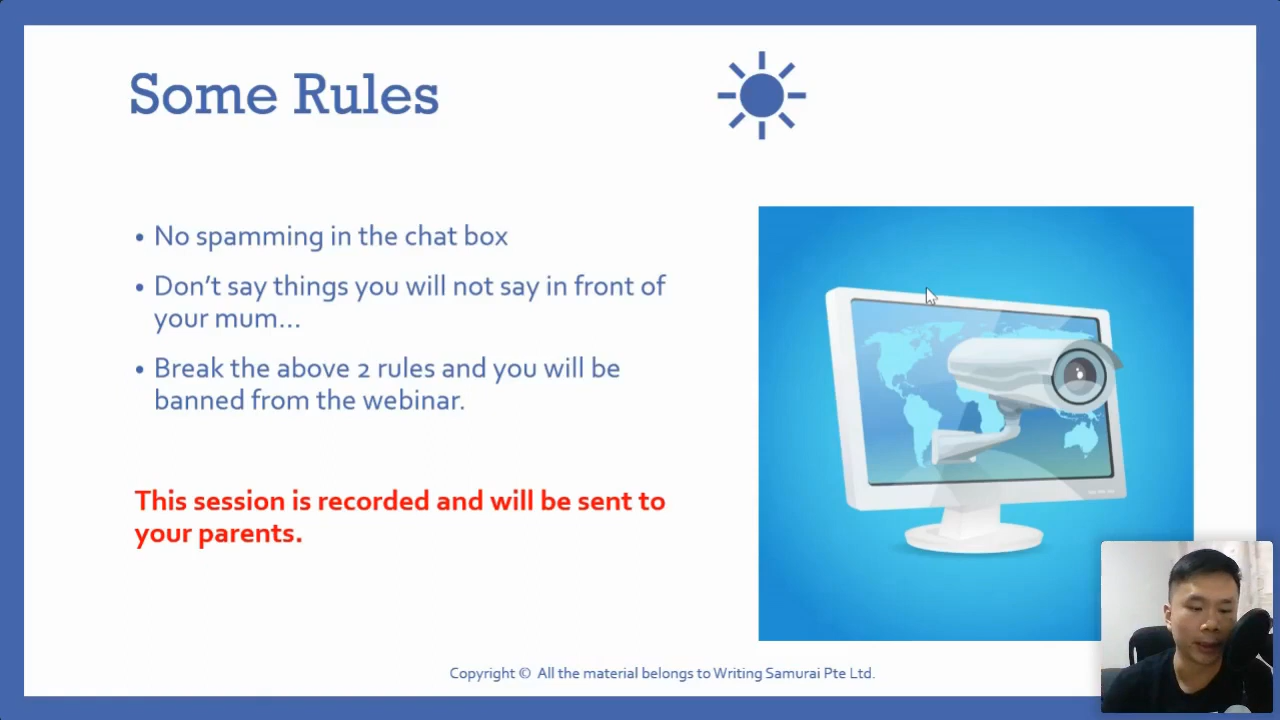 Some Rules
• No spamming in the chat box
• Don’t say things you will not say in front of
your mum...
• Break the above 2 rules and you will be
banned from the webinar.
This session is recorded and will be sent to
your parents.
Copyright © All the material belongs to Writing Samurai Pte Ltd.